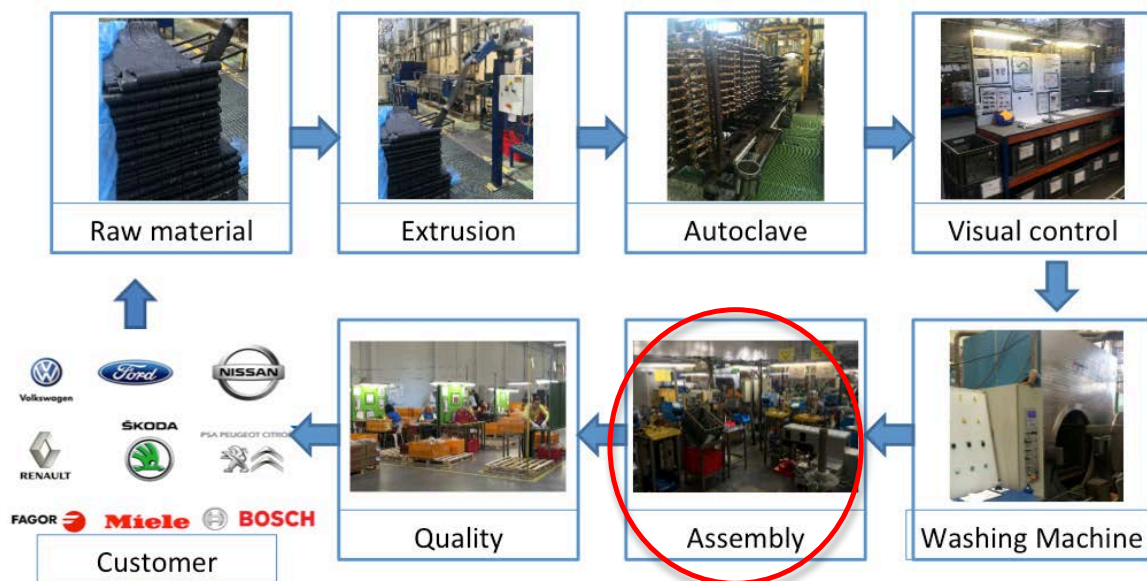 Raw material
Extrusion
Autoclave
Visual control
Volkswagen
Ford
NISSAN
RENAULT
ŠKODA
PSA PEUGEOT CITROË
FAGOR
Miele
BOSCH
Customer
Quality
Assembly
Washing Machine